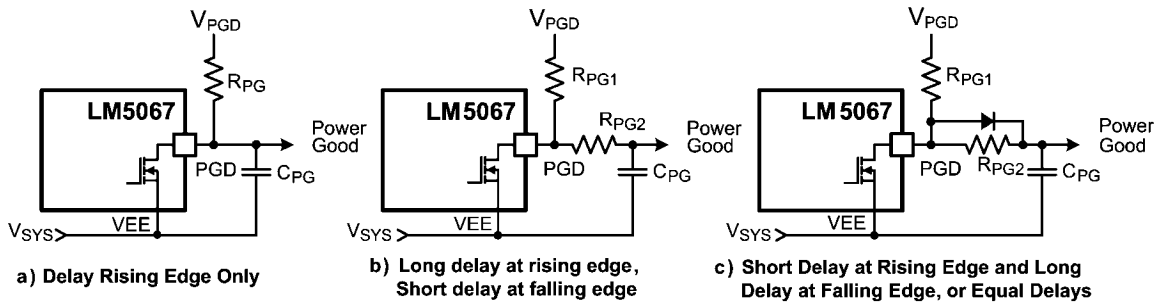 VPGD
RPG
LM5067
PGD
CPG
Power
Good
VEE
VSYS
a) Delay Rising Edge Only
VPGD
RPG1
LM5067
RPG2
PGD
CPG
Power
Good
VEE
VSYS
b) Long delay at rising edge,
Short delay at falling edge
VPGD
RPG1
LM5067
RPG2
PGD
CPG
Power
Good
VEE
VSYS
c) Short Delay at Rising Edge and Long
Delay at Falling Edge, or Equal Delays